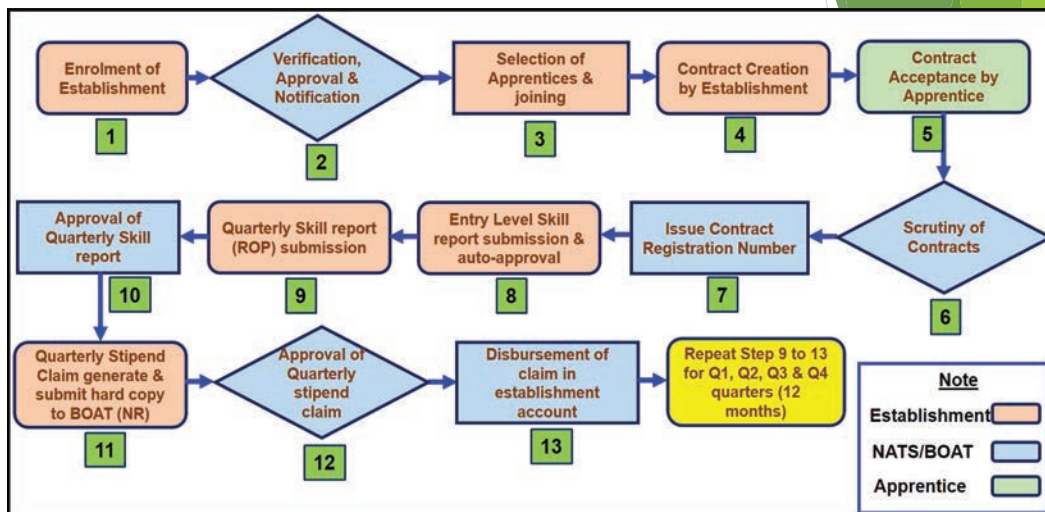 Enrolment of
Establishment
1
Verification,
Approval &
Notification
2
Selection of
Apprentices &
joining
3
Contract Creation
by Establishment
4
Contract
Acceptance by
Apprentice
5
Scrutiny of
Contracts
6
Issue Contract
Registration Number
7
Entry Level Skill
report submission &
auto-approval
8
Quarterly Skill report
(ROP) submission
9
Approval of
Quarterly Skill
report
10
Quarterly Stipend
Claim generate &
submit hard copy
to BOAT (NR)
11
Approval of
Quarterly
stipend
claim
12
Disbursement of
claim in
establishment
account
13
Repeat Step 9 to 13
for Q1, Q2, Q3 & Q4
quarters (12
months)
Note
Establishment
NATS/BOAT
Apprentice